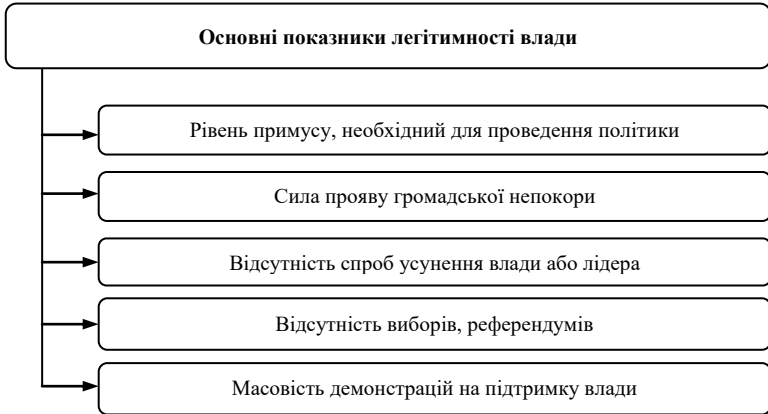 Основні показники легітимності влади
Рівень примусу, необхідний для проведення політики
Сила прояву громадської непокори
Відсутність спроб усунення влади або лідера
Відсутність виборів, референдумів
Масовість демонстрацій на підтримку влади